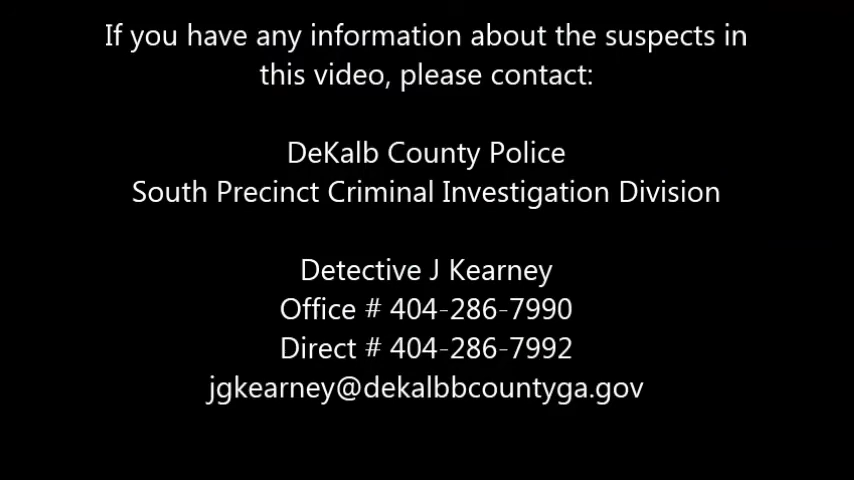 If you have any information about the suspects in
this video, please contact:
DeKalb County Police
South Precinct Criminal Investigation Division
Detective J Kearney
Office # 404-286-7990
Direct # 404-286-7992
jgkearney@dekalbbcountyga.gov